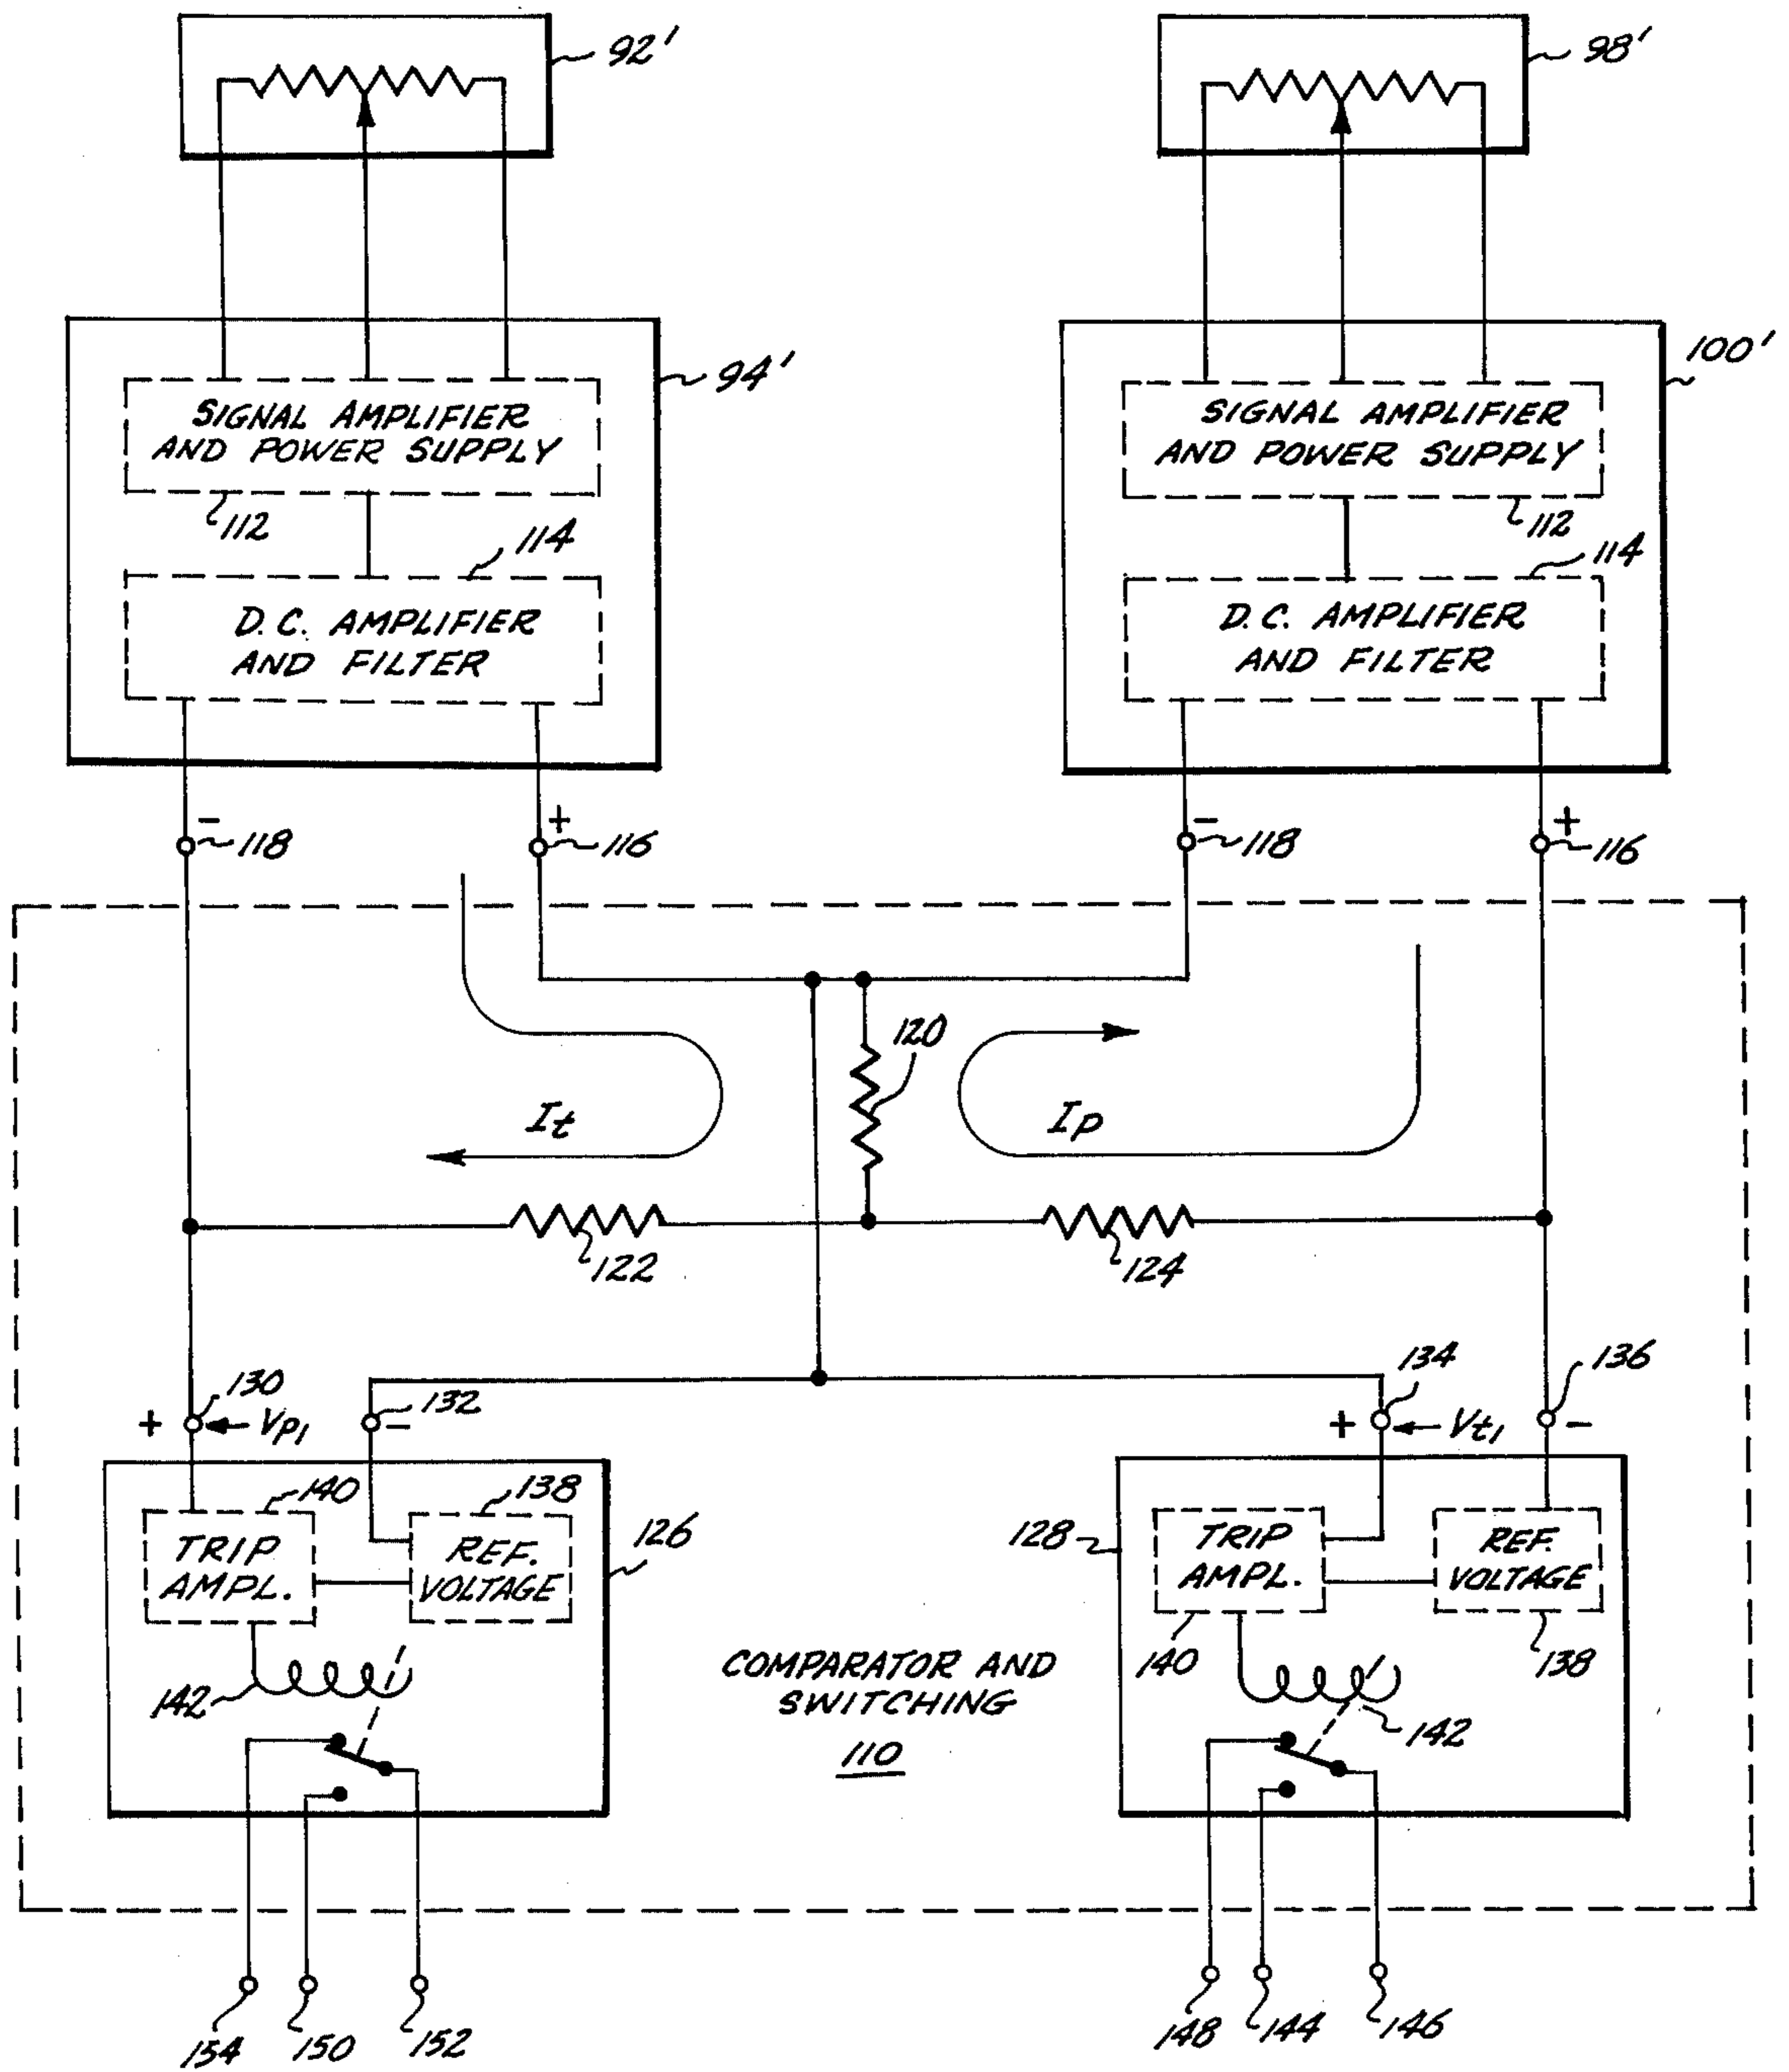 92'
98'
94'
100'
SIGNAL AMPLIFIER
AND POWER SUPPLY
SIGNAL AMPLIFIER
AND POWER SUPPLY
112
112
114
114
D.C. AMPLIFIER
AND FILTER
D.C. AMPLIFIER
AND FILTER
- 118
+ 116
- 118
+ 116
120
It
Ip
122
124
130
132
134
136
+ Vp1
-
+ Vt1
-
140
138
126
128
TRIP
AMPL.
REF.
VOLTAGE
TRIP
AMPL.
REF.
VOLTAGE
140
138
142
142
COMPARATOR AND
SWITCHING
110
154
150
152
148
144
146